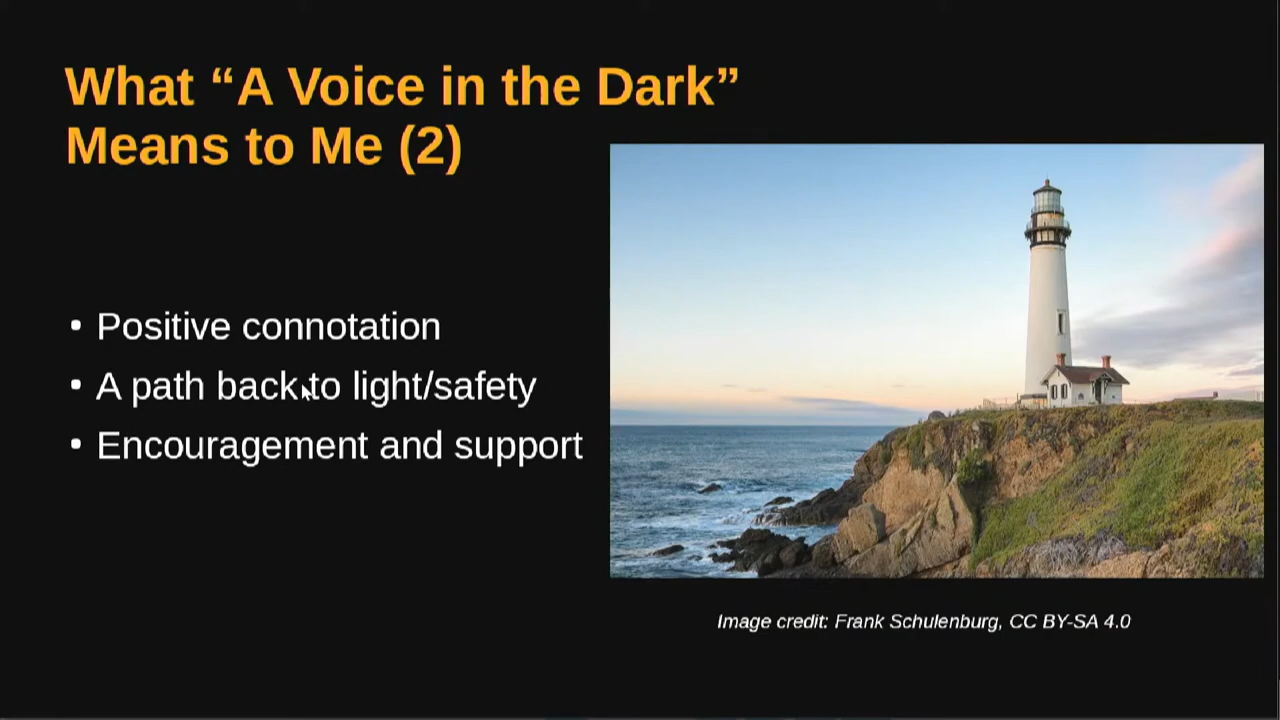 What “A Voice in the Dark”
Means to Me (2)
• Positive connotation
• A path back to light/safety
• Encouragement and support
Image credit: Frank Schulenburg, CC BY-SA 4.0